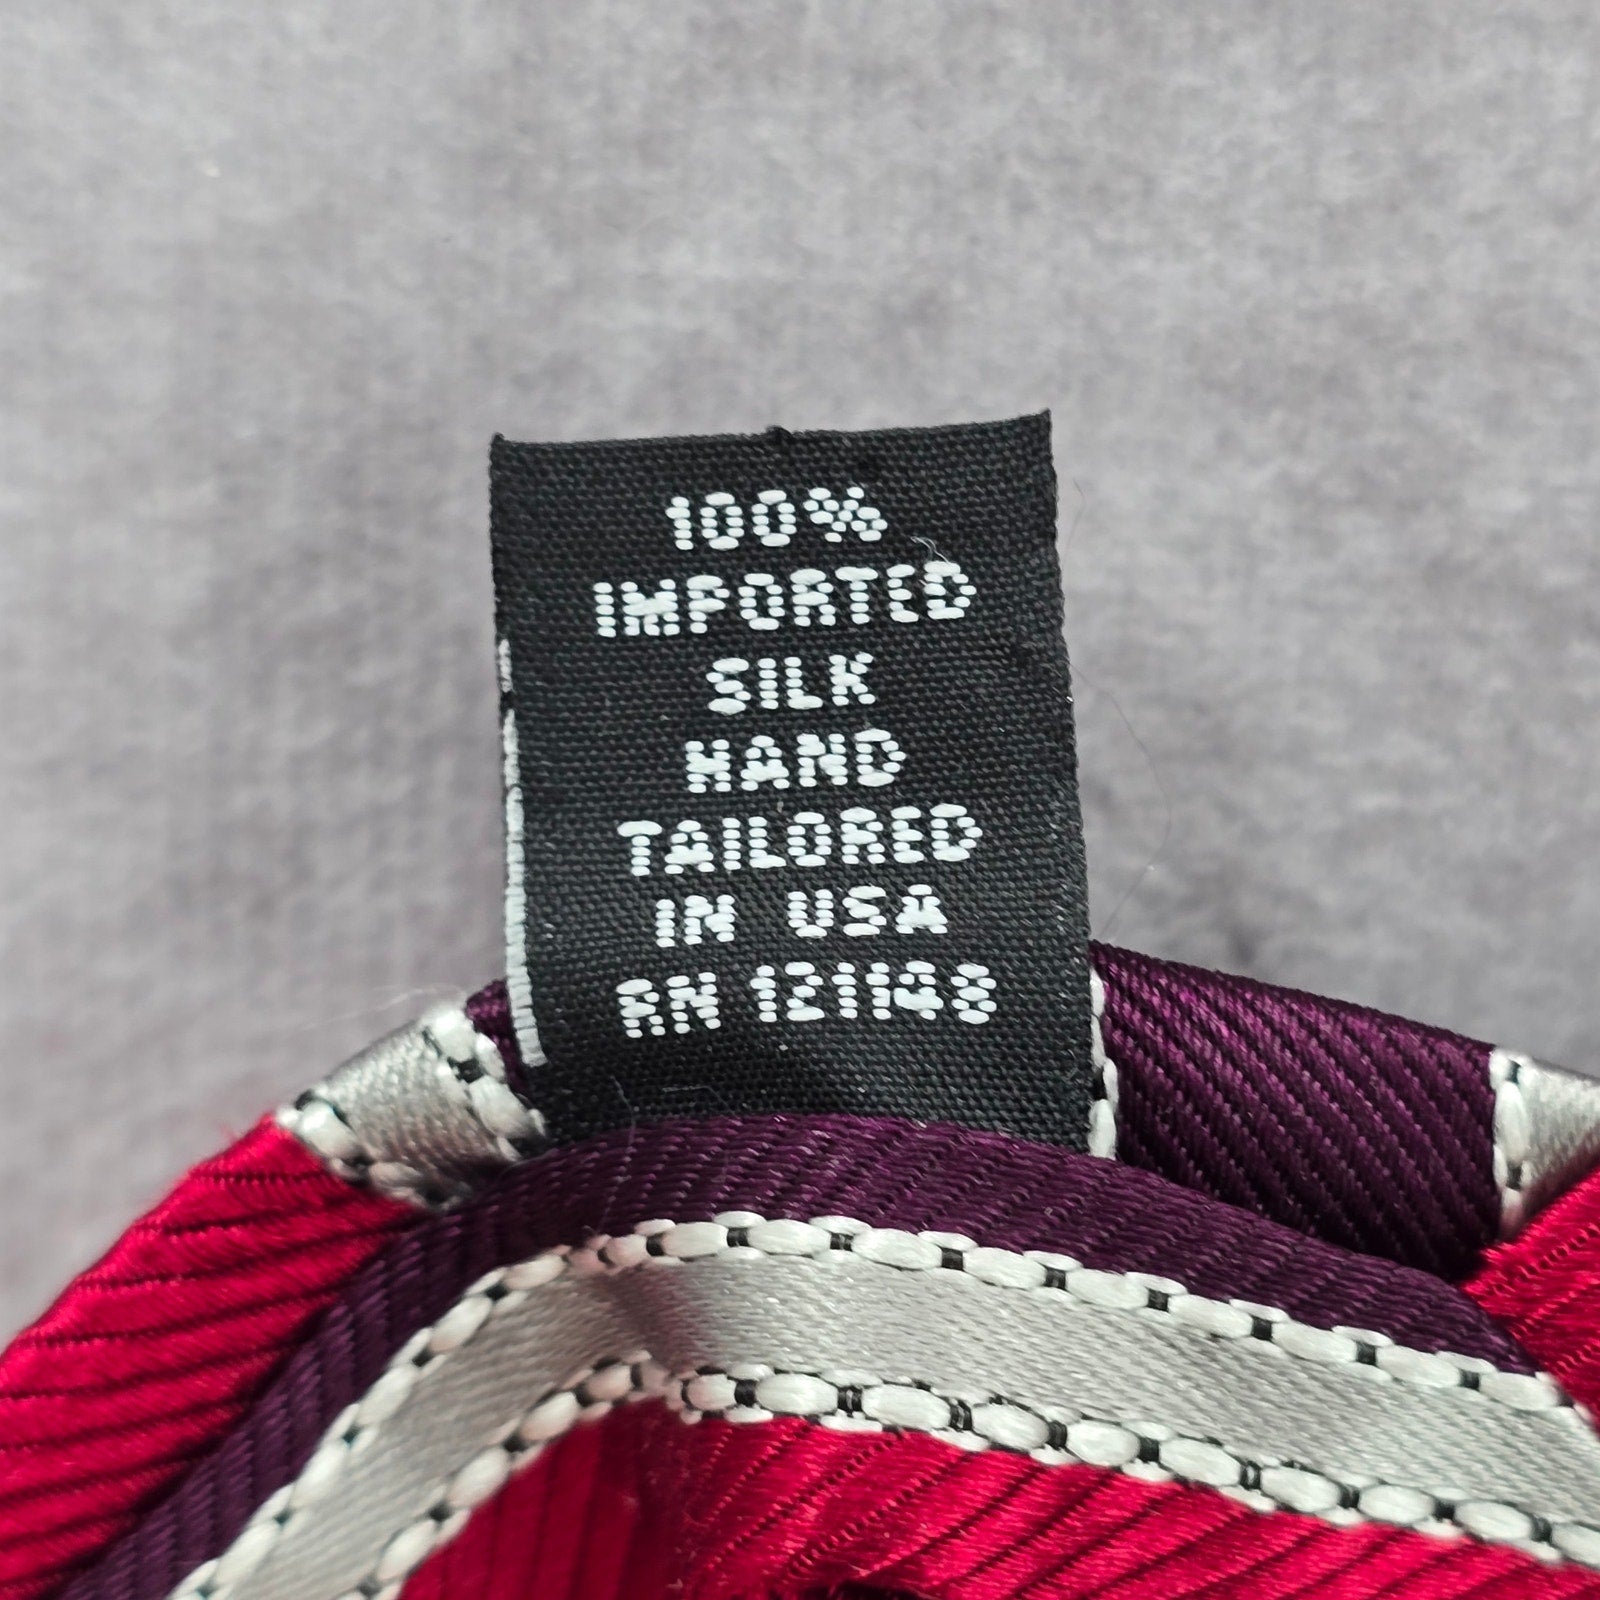 100%
IMPORTED
SILK
HAND
TAILORED
IN USA
RN 121148